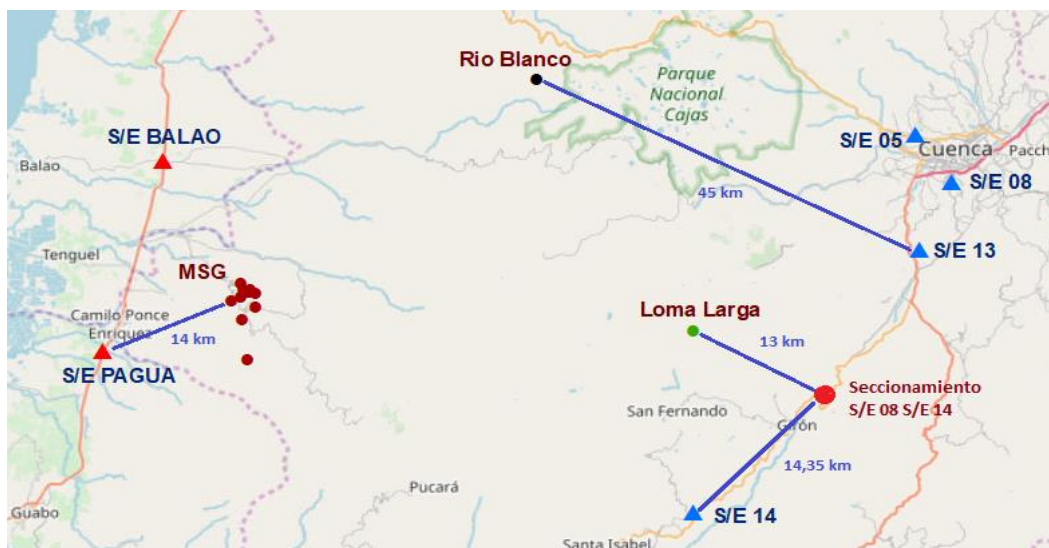 Rio Blanco
Parque
Nacional
Cajas
S/E BALAO
S/E 05
Cuenca
Pacch
Balao
S/E 08
45 km
Tenguel
S/E 13
MSG
Loma Larga
Camilo Ponce
Enriquez
14 km
13 km
S/E PAGUA
Seccionamiento
S/E 08 S/E 14
San Fernando
Girón
14,35 km
Pucará
Guabo
S/E 14
Santa Isabel